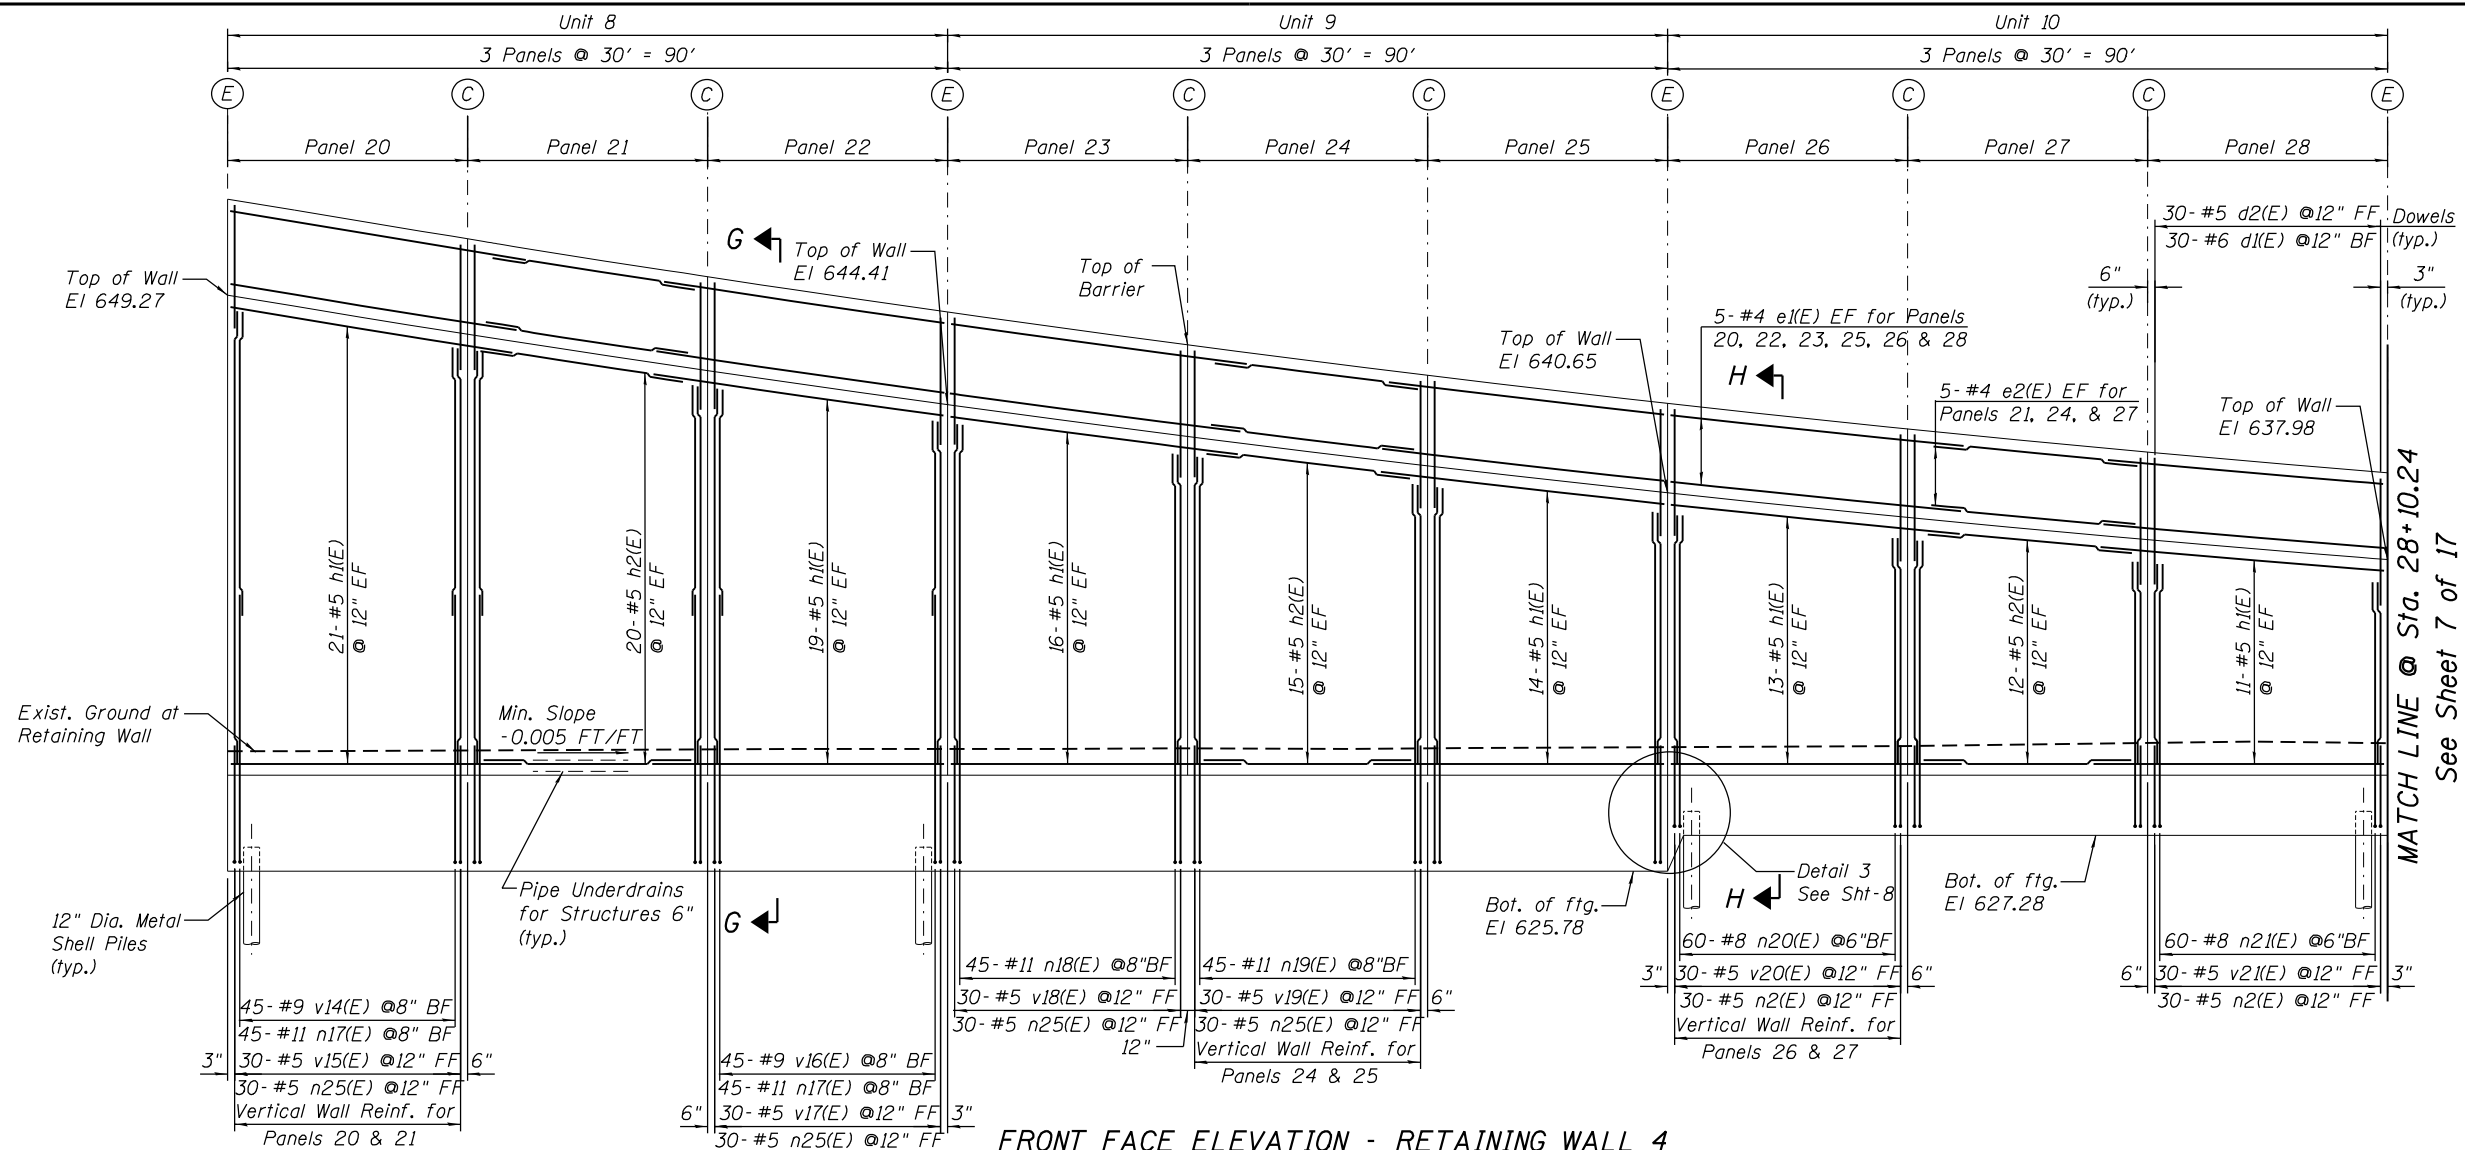 Unit 8
Unit 9
Unit 10
3 Panels @ 30' = 90'
3 Panels @ 30' = 90'
3 Panels @ 30' = 90'
E
C
C
E
C
C
E
C
C
E
Panel 20
Panel 21
Panel 22
Panel 23
Panel 24
Panel 25
Panel 26
Panel 27
Panel 28
30-#5 d2(E) @12" FF
30-#6 d1(E) @12" BF
Dowels
(typ.)
6"
(typ.)
3"
(typ.)
G
Top of Wall
El 644.41
Top of
Barrier
Top of Wall
El 649.27
5-#4 e1(E) EF for Panels
20, 22, 23, 25, 26 & 28
Top of Wall
El 640.65
H
5-#4 e2(E) EF for
Panels 21, 24, & 27
Top of Wall
El 637.98
21-#5 h1(E)
@ 12" EF
20-#5 h2(E)
@ 12" EF
19-#5 h1(E)
@ 12" EF
16-#5 h1(E)
@ 12" EF
15-#5 h2(E)
@ 12" EF
14-#5 h1(E)
@ 12" EF
13-#5 h1(E)
@ 12" EF
12-#5 h2(E)
@ 12" EF
11-#5 h1(E)
@ 12" EF
MATCH LINE @ Sta. 28+10.24
See Sheet 7 of 17
Exist. Ground at
Retaining Wall
Min. Slope
-0.005 FT/FT
12" Dia. Metal
Shell Piles
(typ.)
Pipe Underdrains
for Structures 6"
(typ.)
G
Bot. of ftg.
El 625.78
H
Detail 3
See Sht-8
Bot. of ftg.
El 627.28
45-#9 v14(E) @8" BF
45-#11 n17(E) @8" BF
3"
30-#5 v15(E) @12" FF
6"
30-#5 n25(E) @12" FF
Vertical Wall Reinf. for
Panels 20 & 21
45-#9 v16(E) @8" BF
45-#11 n17(E) @8" BF
6"
30-#5 v17(E) @12" FF
3"
30-#5 n25(E) @12" FF
45-#11 n18(E) @8"BF
30-#5 v18(E) @12" FF
30-#5 n25(E) @12" FF
12"
45-#11 n19(E) @8"BF
30-#5 v19(E) @12" FF
6"
30-#5 n25(E) @12" FF
Vertical Wall Reinf. for
Panels 24 & 25
60-#8 n20(E) @6"BF
3"
30-#5 v20(E) @12" FF
6"
30-#5 n2(E) @12" FF
Vertical Wall Reinf. for
Panels 26 & 27
60-#8 n21(E) @6"BF
6"
30-#5 v21(E) @12" FF
3"
30-#5 n2(E) @12" FF
FRONT FACE ELEVATION - RETAINING WALL 4